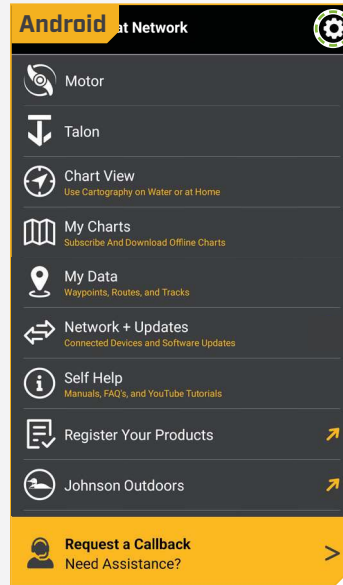 Android
at Network
Motor
Talon
Chart View
Use Cartography on Water or at Home
My Charts
Subscribe And Download Offline Charts
My Data
Waypoints, Routes, and Tracks
Network + Updates
Connected Devices and Software Updates
Self Help
Manuals, FAQ's, and YouTube Tutorials
Register Your Products
Johnson Outdoors
Request a Callback
Need Assistance?